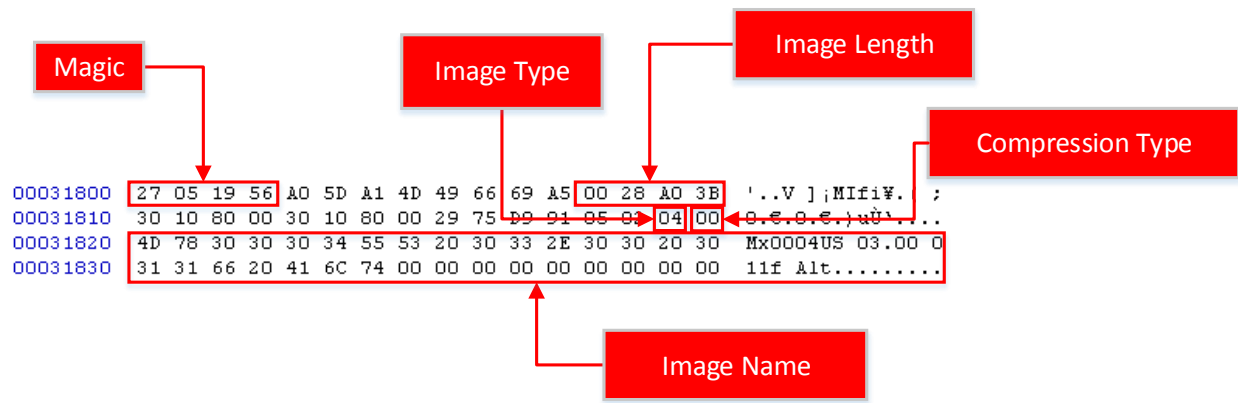 Magic
Image Type
Image Length
Compression Type
00031800 27 05 19 56 A0 5D A1 4D 49 66 69 A5 00 28 A0 3B '..V ]¡MIfi¥.( ;
00031810 30 10 80 00 30 10 80 00 29 75 D9 91 05 02 04 00 0.€.0.€.)uÙ‘....
00031820 4D 78 30 30 30 34 55 53 20 30 33 2E 30 30 20 30 Mx0004US 03.00 0
00031830 31 31 66 20 41 6C 74 00 00 00 00 00 00 00 00 00 11f Alt.........
Image Name